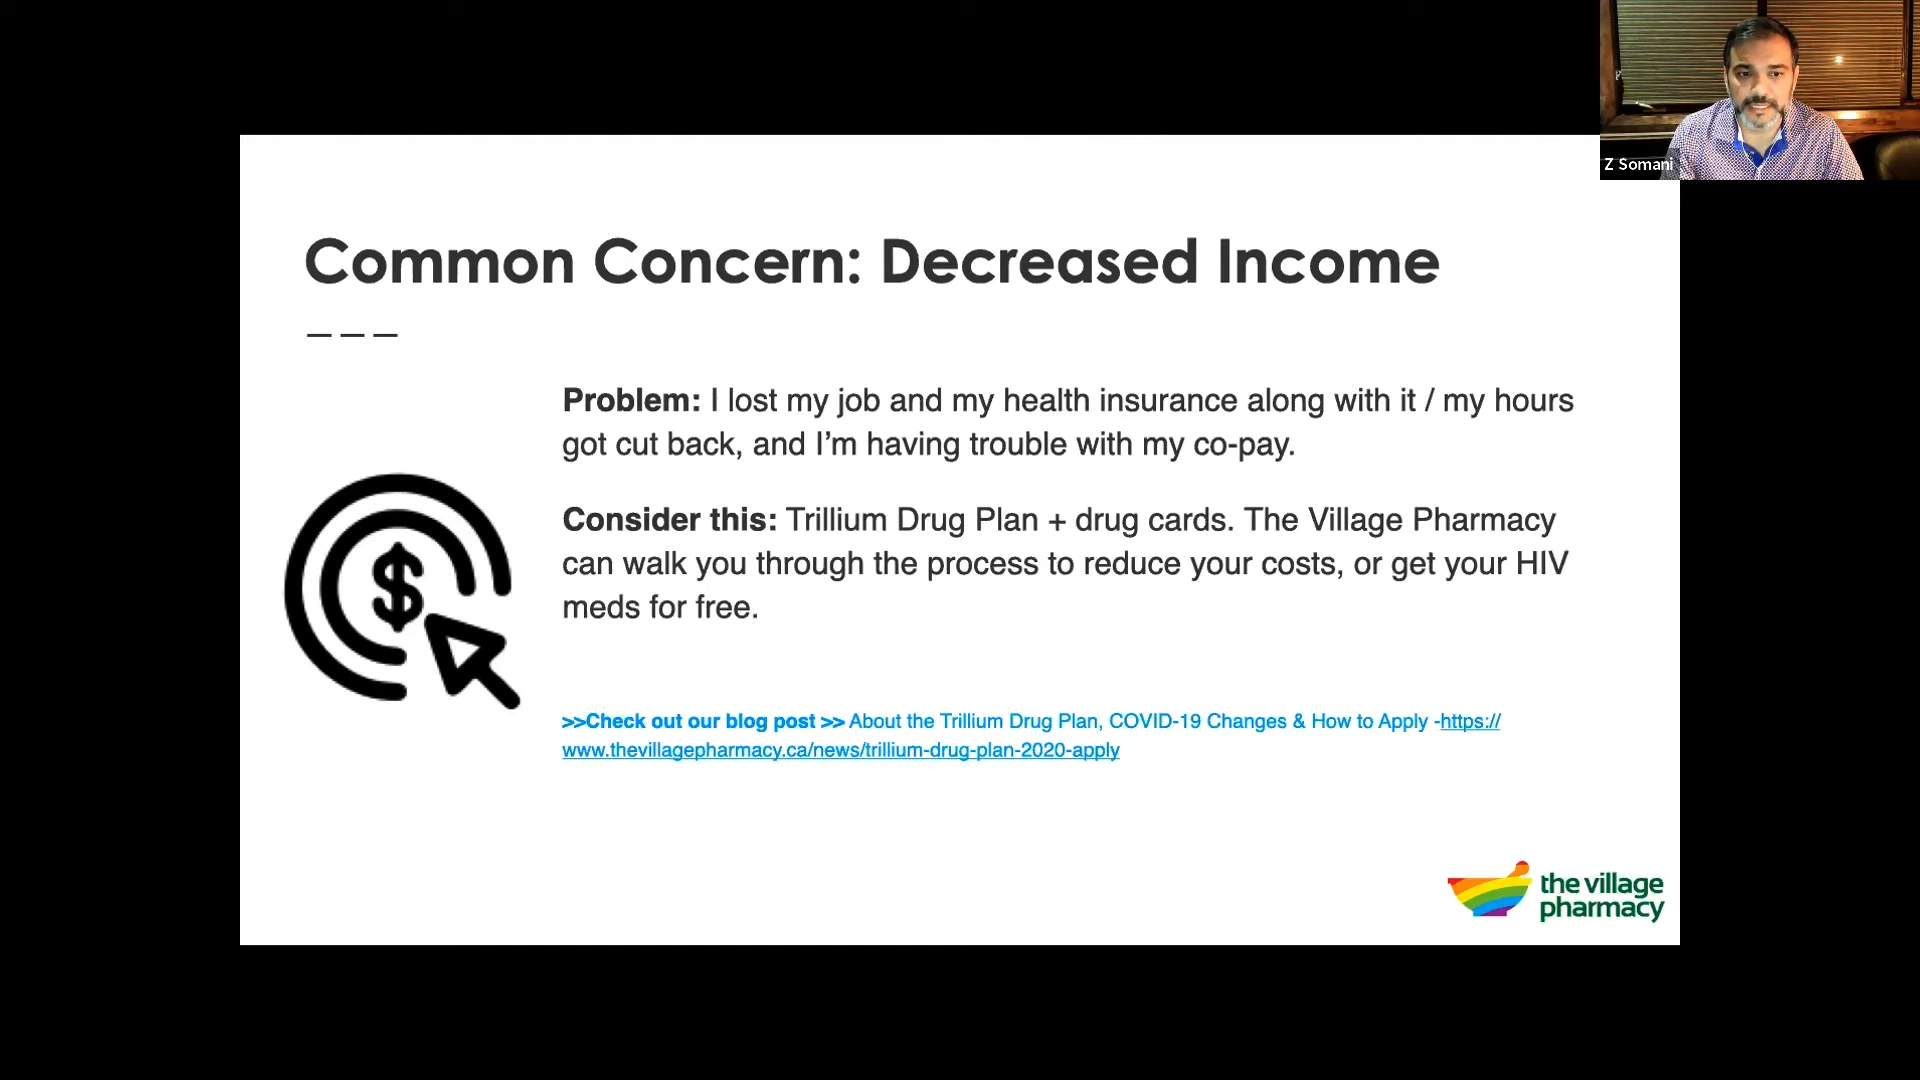 Z Somani
Common Concern: Decreased Income
Problem: I lost my job and my health insurance along with it / my hours
got cut back, and I’m having trouble with my co-pay.
Consider this: Trillium Drug Plan + drug cards. The Village Pharmacy
can walk you through the process to reduce your costs, or get your HIV
meds for free.
$
>>Check out our blog post >> About the Trillium Drug Plan, COVID-19 Changes & How to Apply -https://
www.thevillagepharmacy.ca/news/trillium-drug-plan-2020-apply
the village
pharmacy